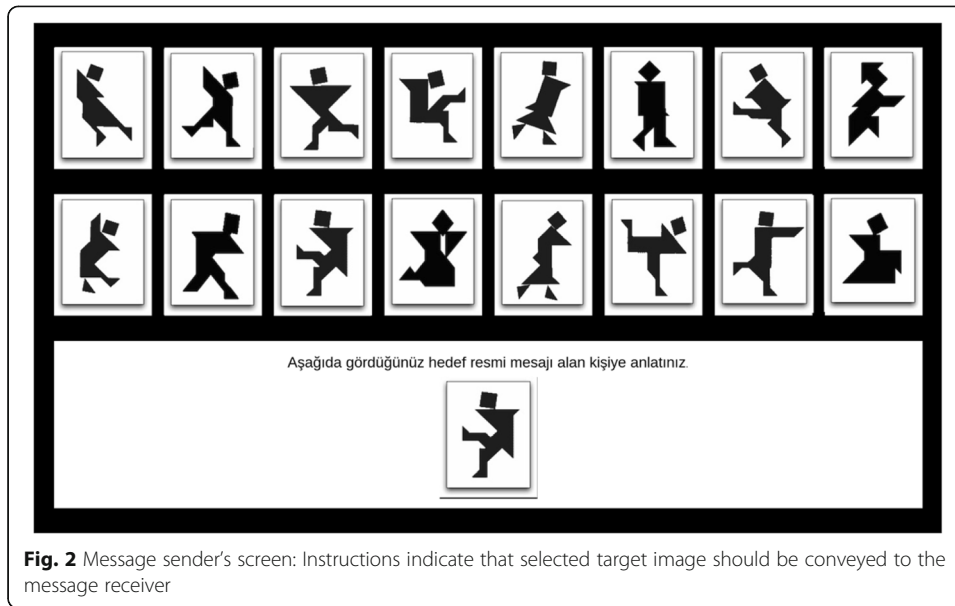 Aşağıda gördüğünüz hedef resmi mesajı alan kişiye anlatınız.
Fig. 2 Message sender's screen: Instructions indicate that selected target image should be conveyed to the
message receiver